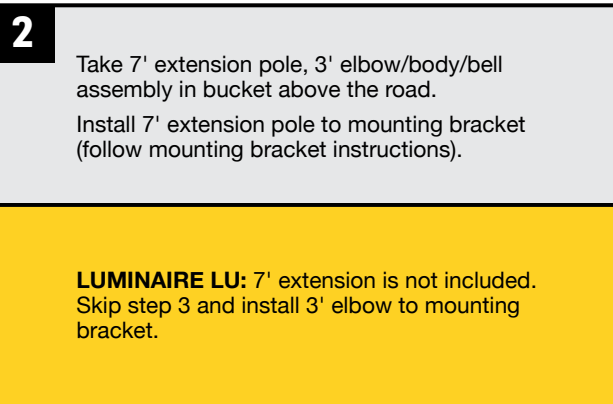 2
Take 7' extension pole, 3' elbow/body/bell
assembly in bucket above the road.
Install 7' extension pole to mounting bracket
(follow mounting bracket instructions).
LUMINAIRE LU: 7' extension is not included.
Skip step 3 and install 3' elbow to mounting
bracket.